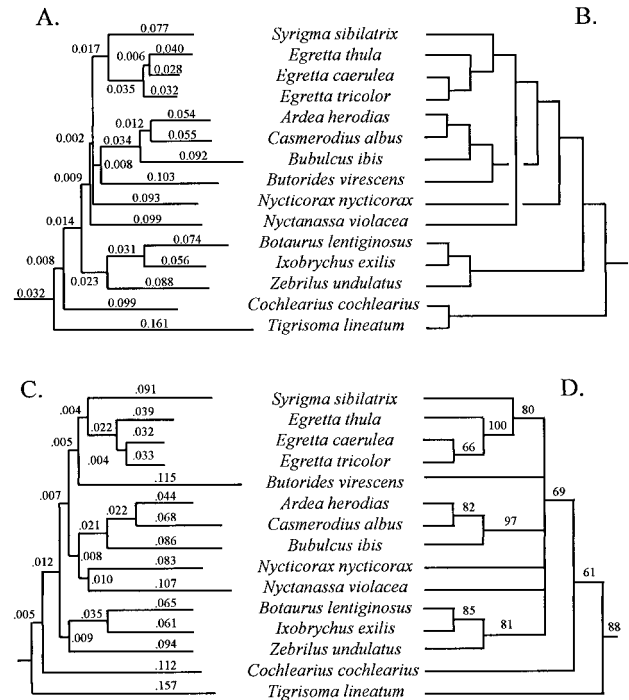 A.
B.
0.077 Syrigma sibilatrix
0.017
0.006 0.040 Egretta thula
0.028 Egretta caerulea
0.035 0.032 Egretta tricolor
0.054 Ardea herodias
0.012
0.002 0.034 0.055 Casmerodius albus
0.092 Bubulcus ibis
0.008
0.009 0.103 Butorides virescens
0.093 Nycticorax nycticorax
0.014 0.099 Nyctanassa violacea
0.074 Botaurus lentiginosus
0.031
0.008 0.056 Ixobrychus exilis
0.023 0.088 Zebrilus undulatus
0.032 0.099 Cochlearius cochlearius
0.161 Tigrisoma lineatum
C.
D.
.091 Syrigma sibilatrix
.004 .039 Egretta thula 80
.022 100
.032 Egretta caerulea
.005 .004 .033 Egretta tricolor 66
.115 Butorides virescens
.007 .044 Ardea herodias 82 69
.022
.021 .068 Casmerodius albus 97
.086 Bubulcus ibis
.008
.012 .083 Nycticorax nycticorax
.010 .107 Nyctanassa violacea 61
.065 Botaurus lentiginosus 85
.005 .035 .061 Ixobrychus exilis 81 88
.009 .094 Zebrilus undulatus
.112 Cochlearius cochlearius
.157 Tigrisoma lineatum